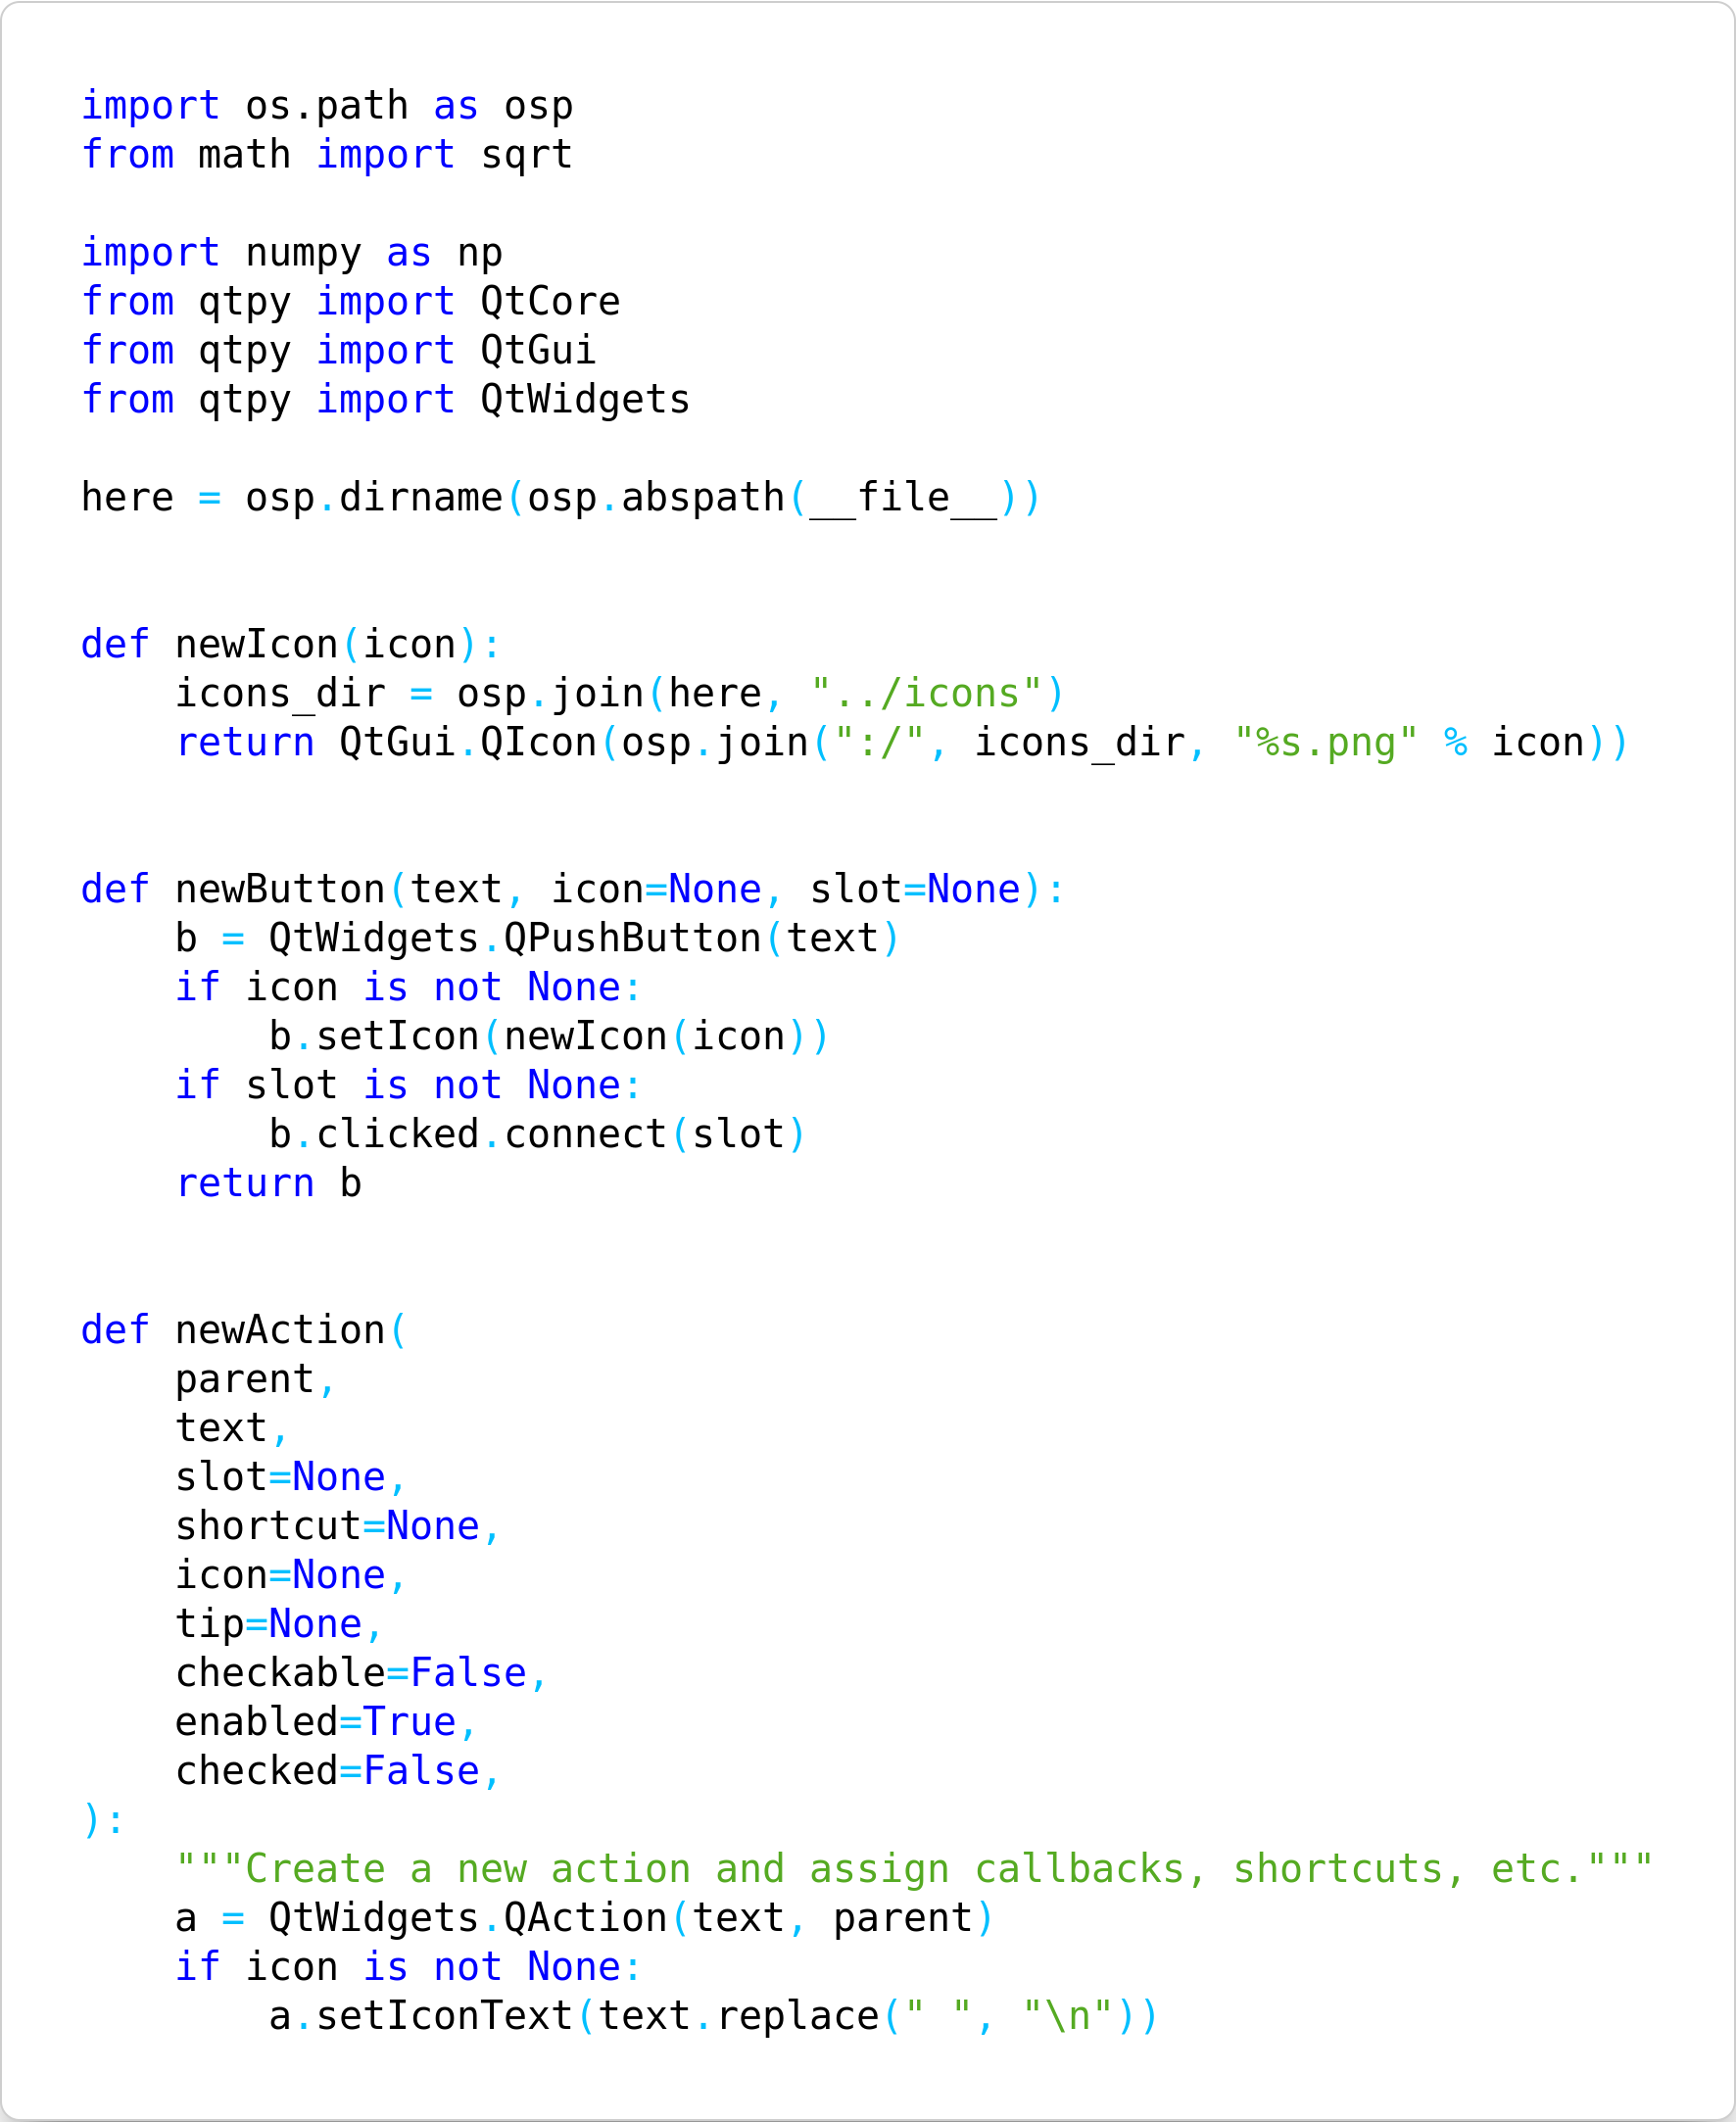 import os.path as osp
from math import sqrt

import numpy as np
from qtpy import QtCore
from qtpy import QtGui
from qtpy import QtWidgets

here = osp.dirname(osp.abspath(__file__))


def newIcon(icon):
    icons_dir = osp.join(here, "../icons")
    return QtGui.QIcon(osp.join(":/", icons_dir, "%s.png" % icon))


def newButton(text, icon=None, slot=None):
    b = QtWidgets.QPushButton(text)
    if icon is not None:
        b.setIcon(newIcon(icon))
    if slot is not None:
        b.clicked.connect(slot)
    return b


def newAction(
    parent,
    text,
    slot=None,
    shortcut=None,
    icon=None,
    tip=None,
    checkable=False,
    enabled=True,
    checked=False,
):
    """Create a new action and assign callbacks, shortcuts, etc."""
    a = QtWidgets.QAction(text, parent)
    if icon is not None:
        a.setIconText(text.replace(" ", "\n"))